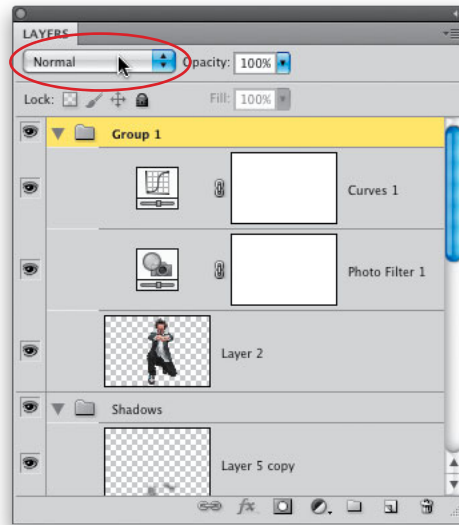 LAYERS
Normal Opacity: 100%
Lock: Fill: 100%
Group 1
Curves 1
Photo Filter 1
Layer 2
Shadows
Layer 5 copy
fx